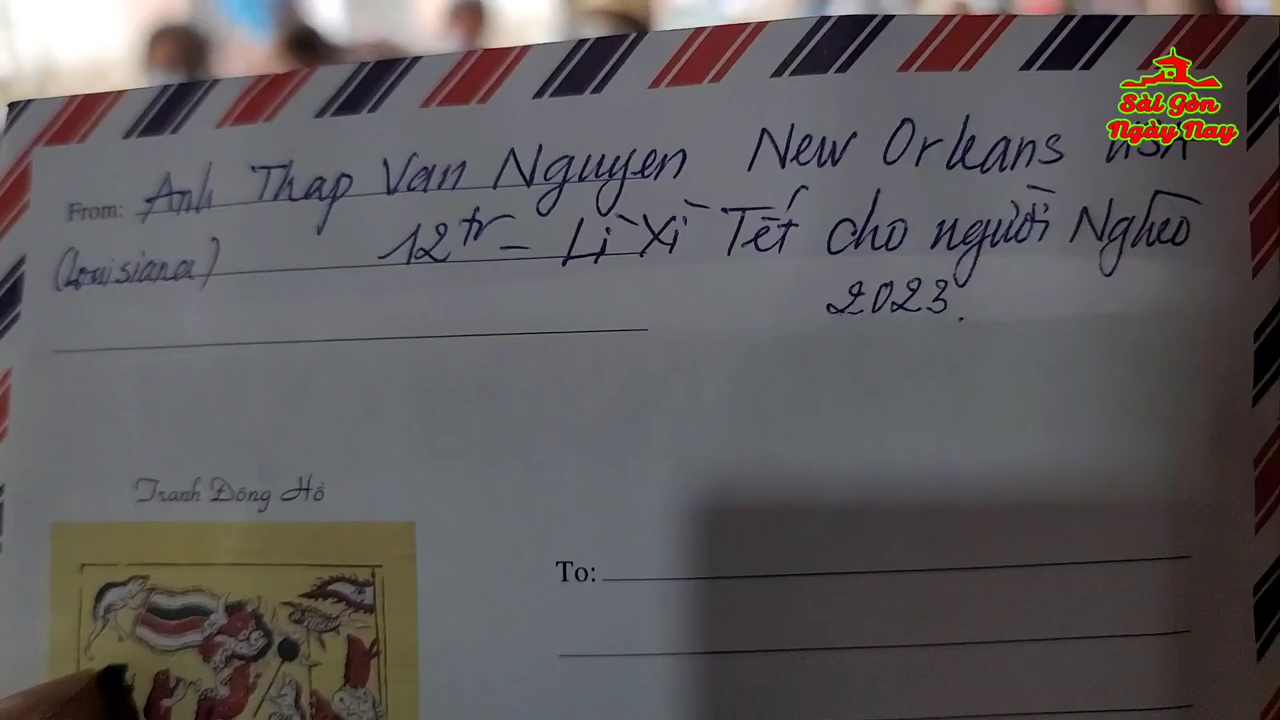 Sài Gòn
Ngày Nay
From: Anh Thap Van Nguyen New Orleans USA
(Louisiana) 12tr - Lì Xì Tết cho người Nghèo
2023.
Tranh Đông Hồ
To: